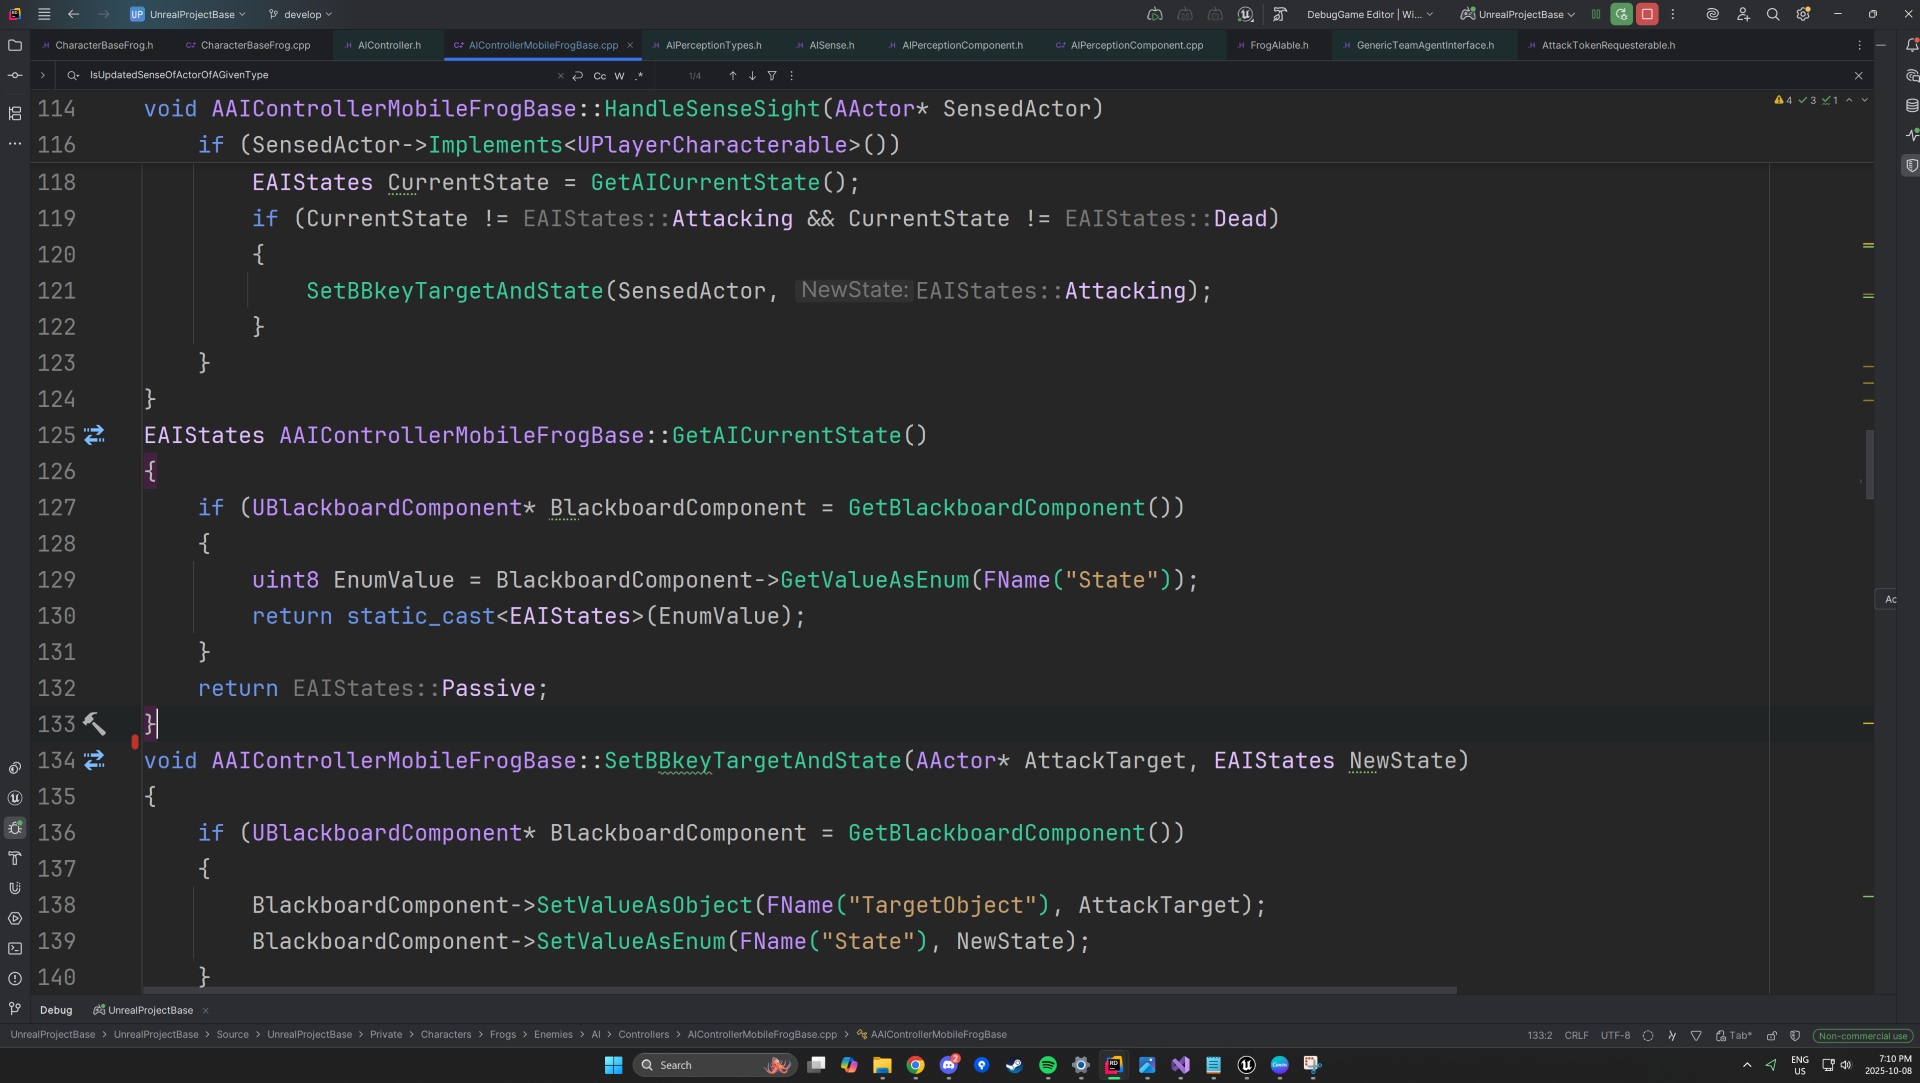 UP UnrealProjectBase develop DebugGame Editor | Wi... UnrealProjectBase
CharacterBaseFrog.h CharacterBaseFrog.cpp AIController.h AIControllerMobileFrogBase.cpp AIPerceptionTypes.h AISense.h AIPerceptionComponent.h AIPerceptionComponent.cpp FrogAIable.h GenericTeamAgentInterface.h AttackTokenRequesterable.h
IsUpdatedSenseOfActorOfAGivenType Cc W .* 1/4
4 3 1
114 void AAIControllerMobileFrogBase::HandleSenseSight(AActor* SensedActor)
116 if (SensedActor->Implements<UPlayerCharacterable>())
118 EAIStates CurrentState = GetAICurrentState();
119 if (CurrentState != EAIStates::Attacking && CurrentState != EAIStates::Dead)
120 {
121 SetBBkeyTargetAndState(SensedActor, NewState: EAIStates::Attacking);
122 }
123 }
124 }
125 EAIStates AAIControllerMobileFrogBase::GetAICurrentState()
126 {
127 if (UBlackboardComponent* BlackboardComponent = GetBlackboardComponent())
128 {
129 uint8 EnumValue = BlackboardComponent->GetValueAsEnum(FName("State"));
130 return static_cast<EAIStates>(EnumValue);
131 }
132 return EAIStates::Passive;
133 }
134 void AAIControllerMobileFrogBase::SetBBkeyTargetAndState(AActor* AttackTarget, EAIStates NewState)
135 {
136 if (UBlackboardComponent* BlackboardComponent = GetBlackboardComponent())
137 {
138 BlackboardComponent->SetValueAsObject(FName("TargetObject"), AttackTarget);
139 BlackboardComponent->SetValueAsEnum(FName("State"), NewState);
140 }
Ac
Debug UnrealProjectBase
UnrealProjectBase > UnrealProjectBase > Source > UnrealProjectBase > Private > Characters > Frogs > Enemies > AI > Controllers > AIControllerMobileFrogBase.cpp > AAIControllerMobileFrogBase 133:2 CRLF UTF-8 Tab* Non-commercial use
Search 2 ENG US 7:10 PM 2025-10-08